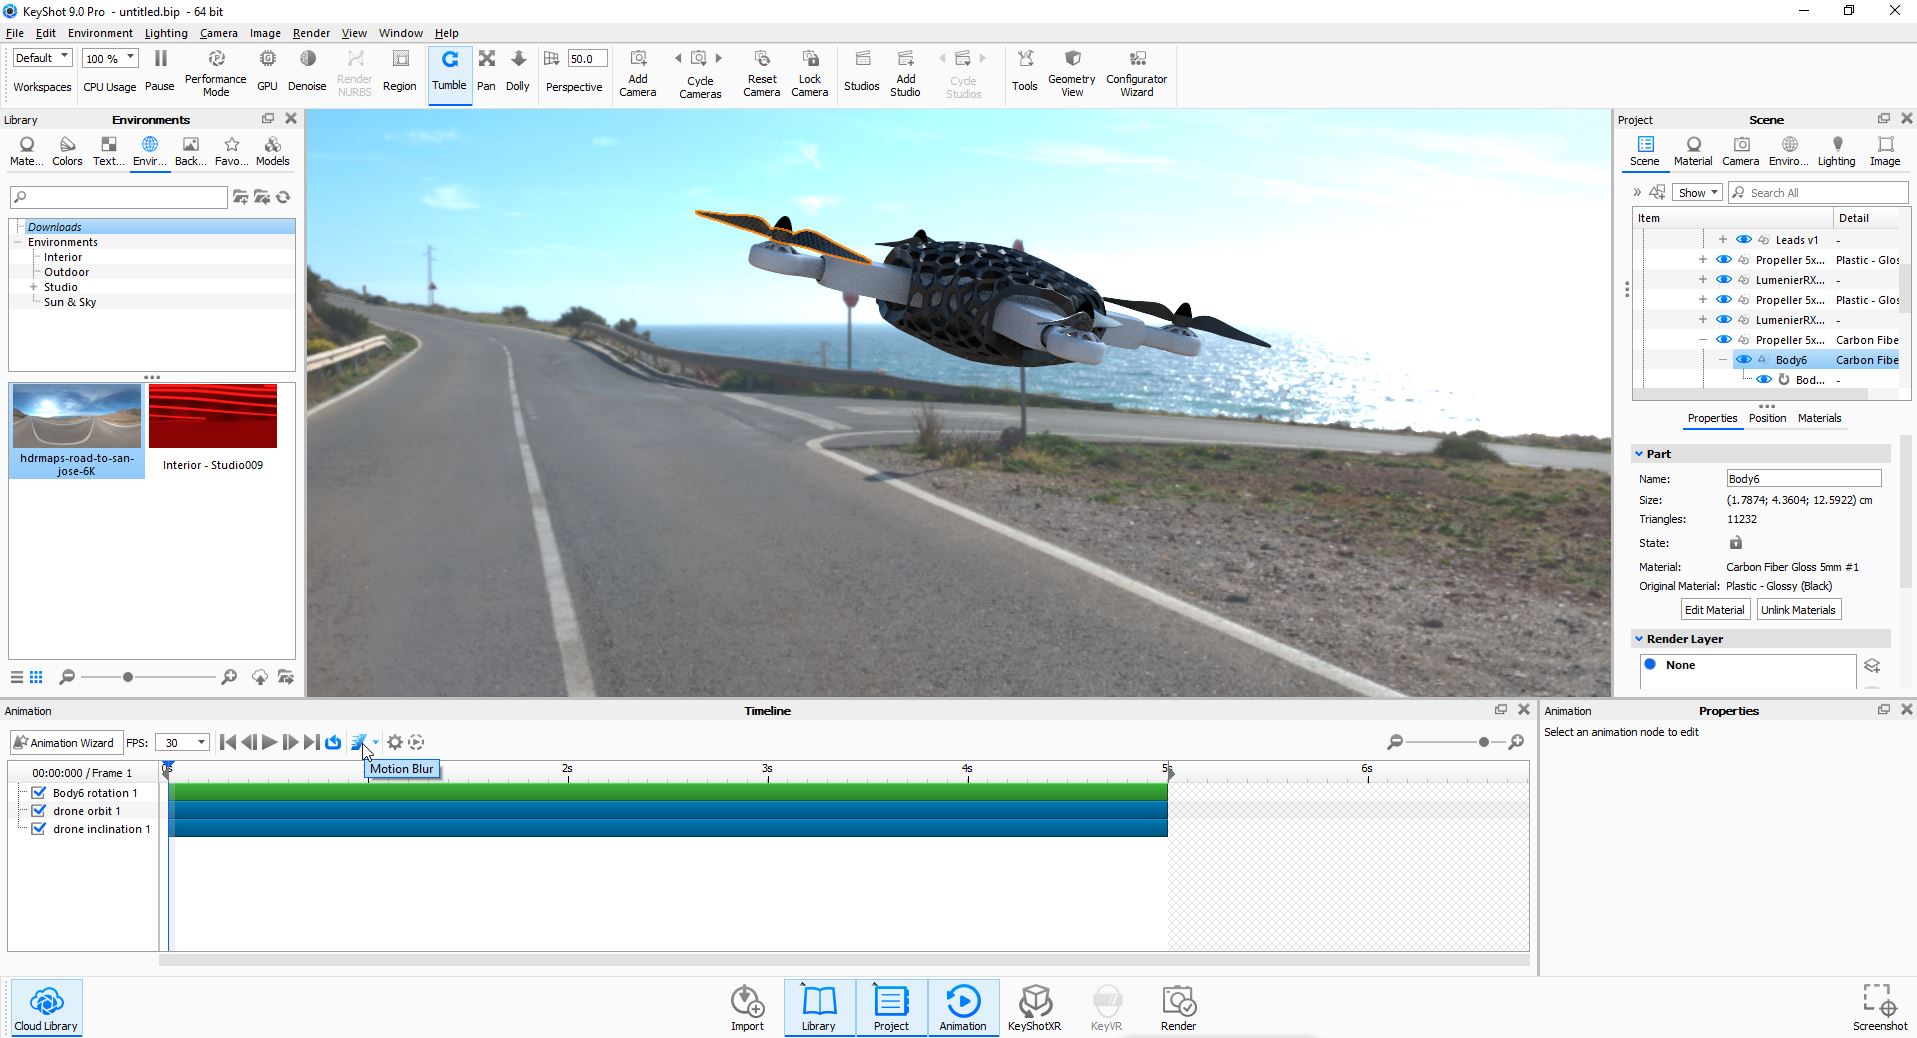 KeyShot 9.0 Pro - untitled.bip - 64 bit
File Edit Environment Lighting Camera Image Render View Window Help
Default 100 % 50.0
Workspaces CPU Usage Pause Performance Mode GPU Denoise Render NURBS Region Tumble Pan Dolly Perspective Add Camera Cycle Cameras Reset Camera Lock Camera Studios Add Studio Cycle Studios Tools Geometry View Configurator Wizard
Library Environments
Mate... Colors Text... Envir... Back... Favo... Models
Downloads
Environments
Interior
Outdoor
Studio
Sun & Sky
hdrmaps-road-to-san-
jose-6K
Interior - Studio009
Project Scene
Scene Material Camera Enviro... Lighting Image
Show Search All
Item Detail
Leads v1 -
Propeller 5x... Plastic - Glos
LumenierRX... -
Propeller 5x... Plastic - Glos
LumenierRX... -
Propeller 5x... Carbon Fibe
Body6 Carbon Fibe
Bod... -
Properties Position Materials
Part
Name: Body6
Size: (1.7874; 4.3604; 12.5922) cm
Triangles: 11232
State:
Material: Carbon Fiber Gloss 5mm #1
Original Material: Plastic - Glossy (Black)
Edit Material Unlink Materials
Render Layer
None
Animation Timeline
Animation Wizard FPS: 30
Motion Blur
00:00:000 / Frame 1 0s 2s 3s 4s 5s 6s
Body6 rotation 1
drone orbit 1
drone inclination 1
Animation Properties
Select an animation node to edit
Cloud Library Import Library Project Animation KeyShotXR KeyVR Render Screenshot